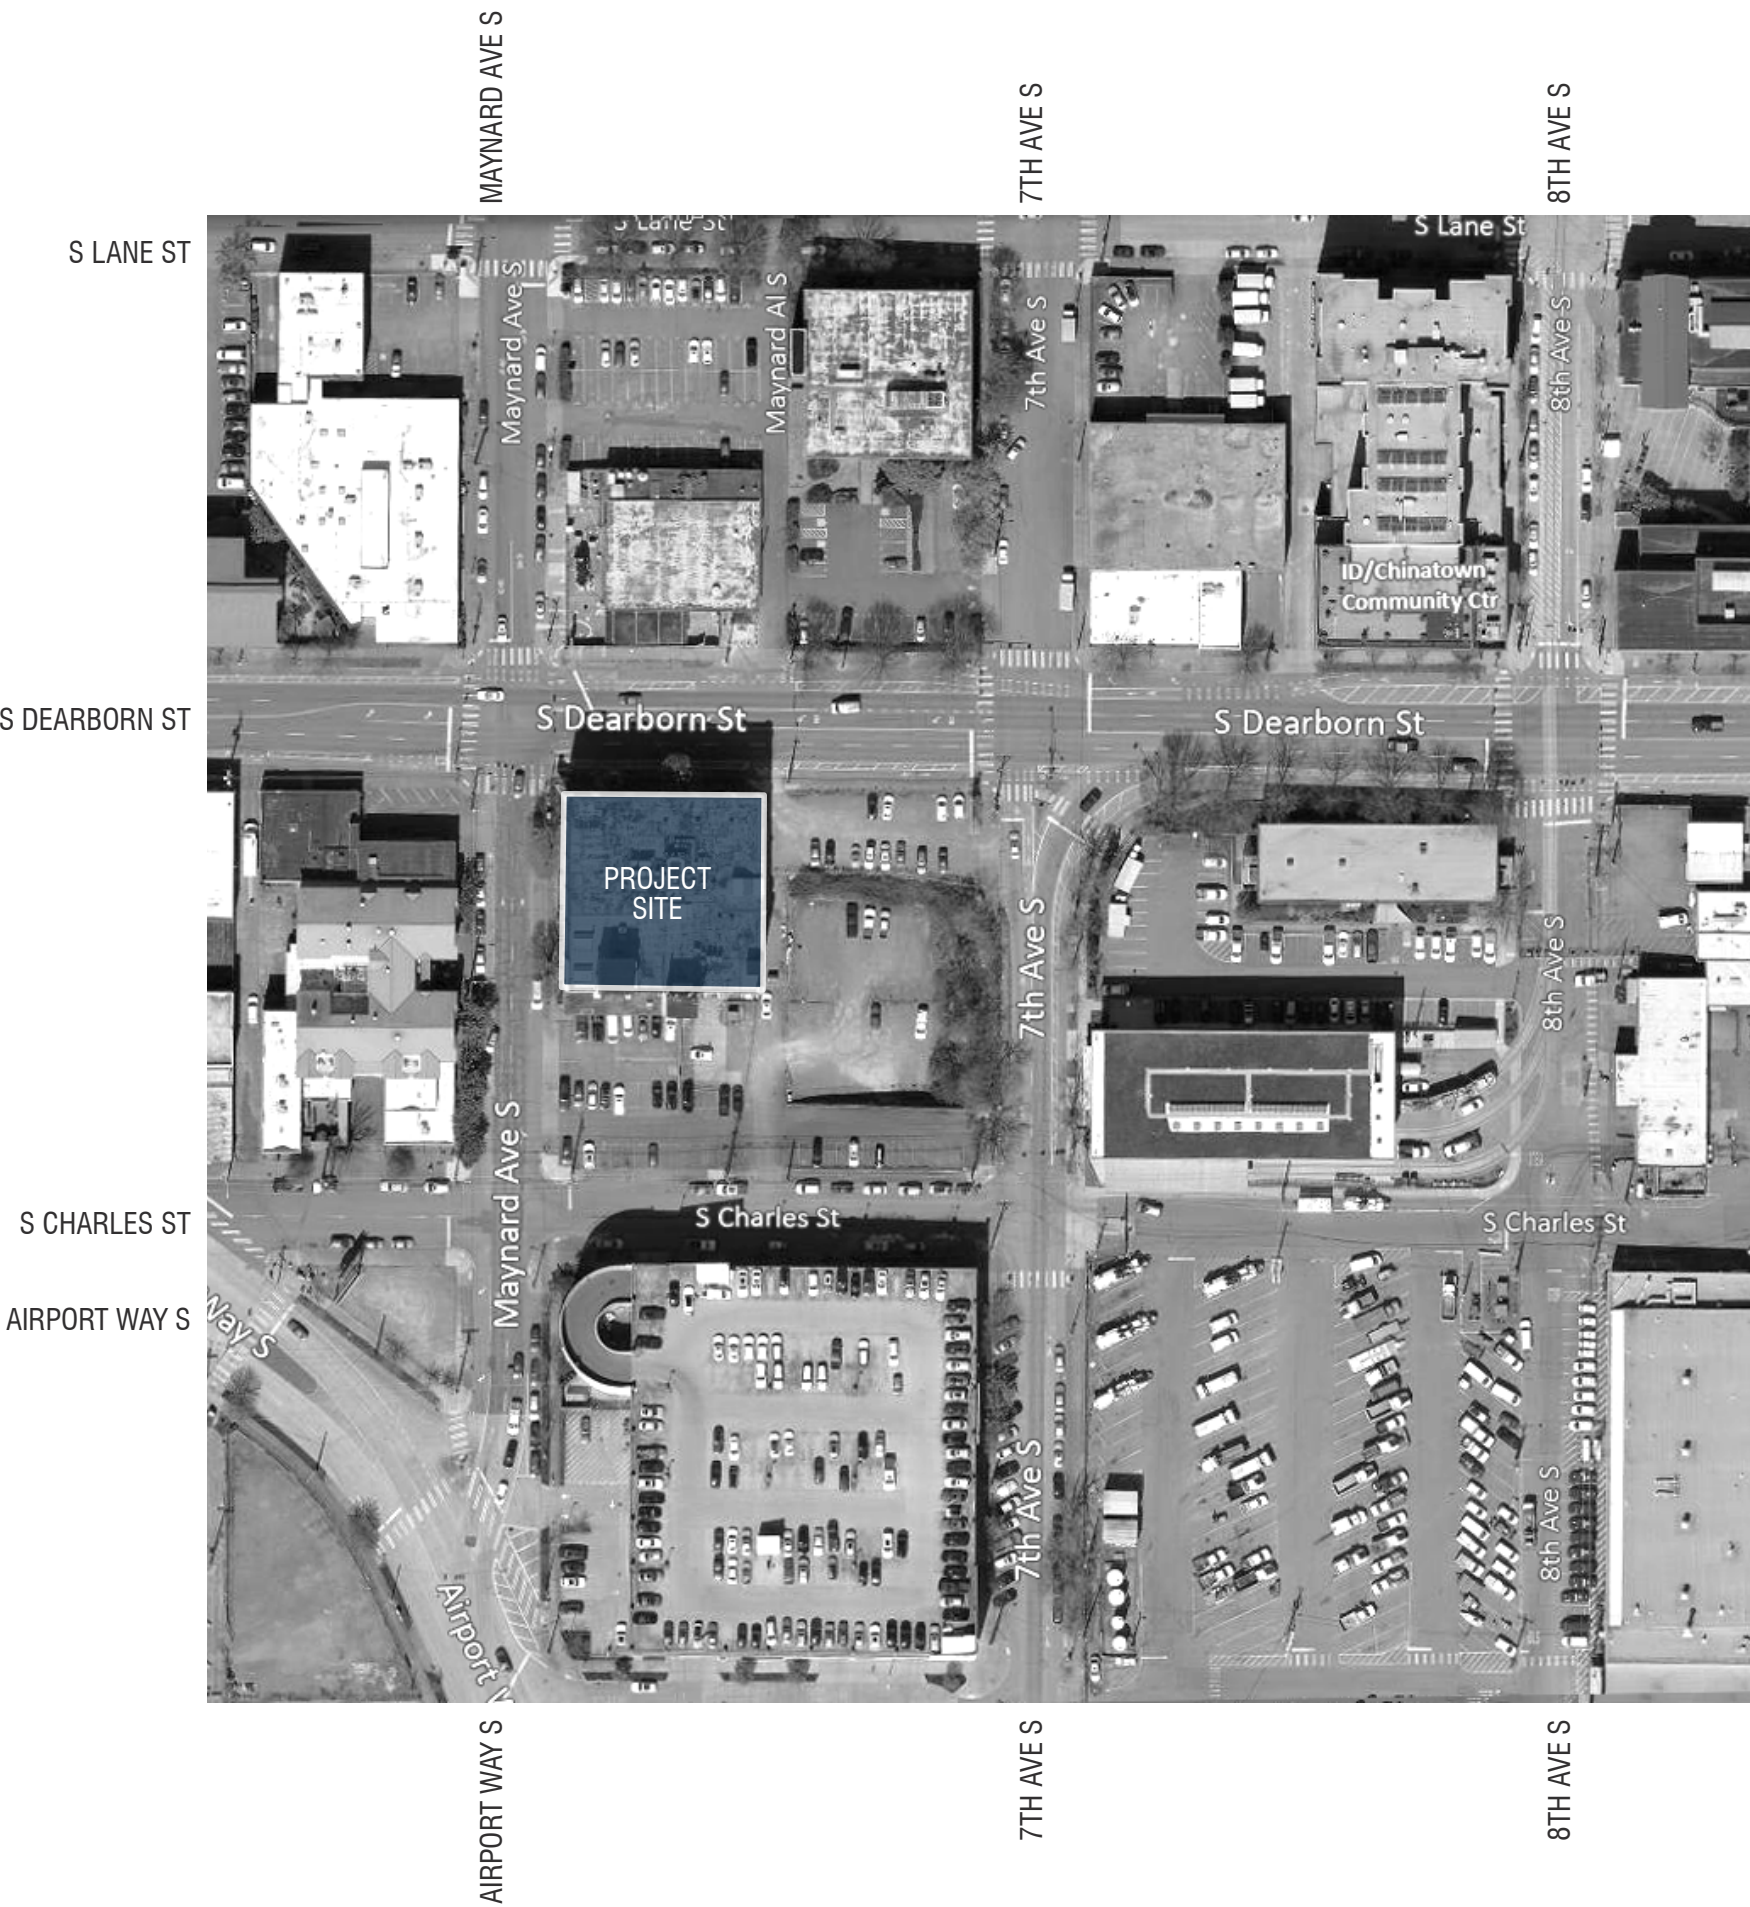 MAYNARD AVE S
7TH AVE S
8TH AVE S
S LANE ST
S Lane St
S Lane St
Maynard Ave S
Maynard Al S
7th Ave S
8th Ave S
ID/Chinatown
Community Ctr
S DEARBORN ST
S Dearborn St
S Dearborn St
PROJECT
SITE
7th Ave S
8th Ave S
Maynard Ave S
S CHARLES ST
S Charles St
S Charles St
AIRPORT WAY S
Way S
7th Ave S
8th Ave S
Airport W
AIRPORT WAY S
7TH AVE S
8TH AVE S